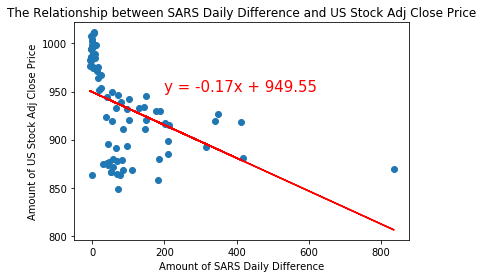 The Relationship between SARS Daily Difference and US Stock Adj Close Price
Amount of US Stock Adj Close Price
1000
950
900
850
800
y = -0.17x + 949.55
0
200
400
600
800
Amount of SARS Daily Difference